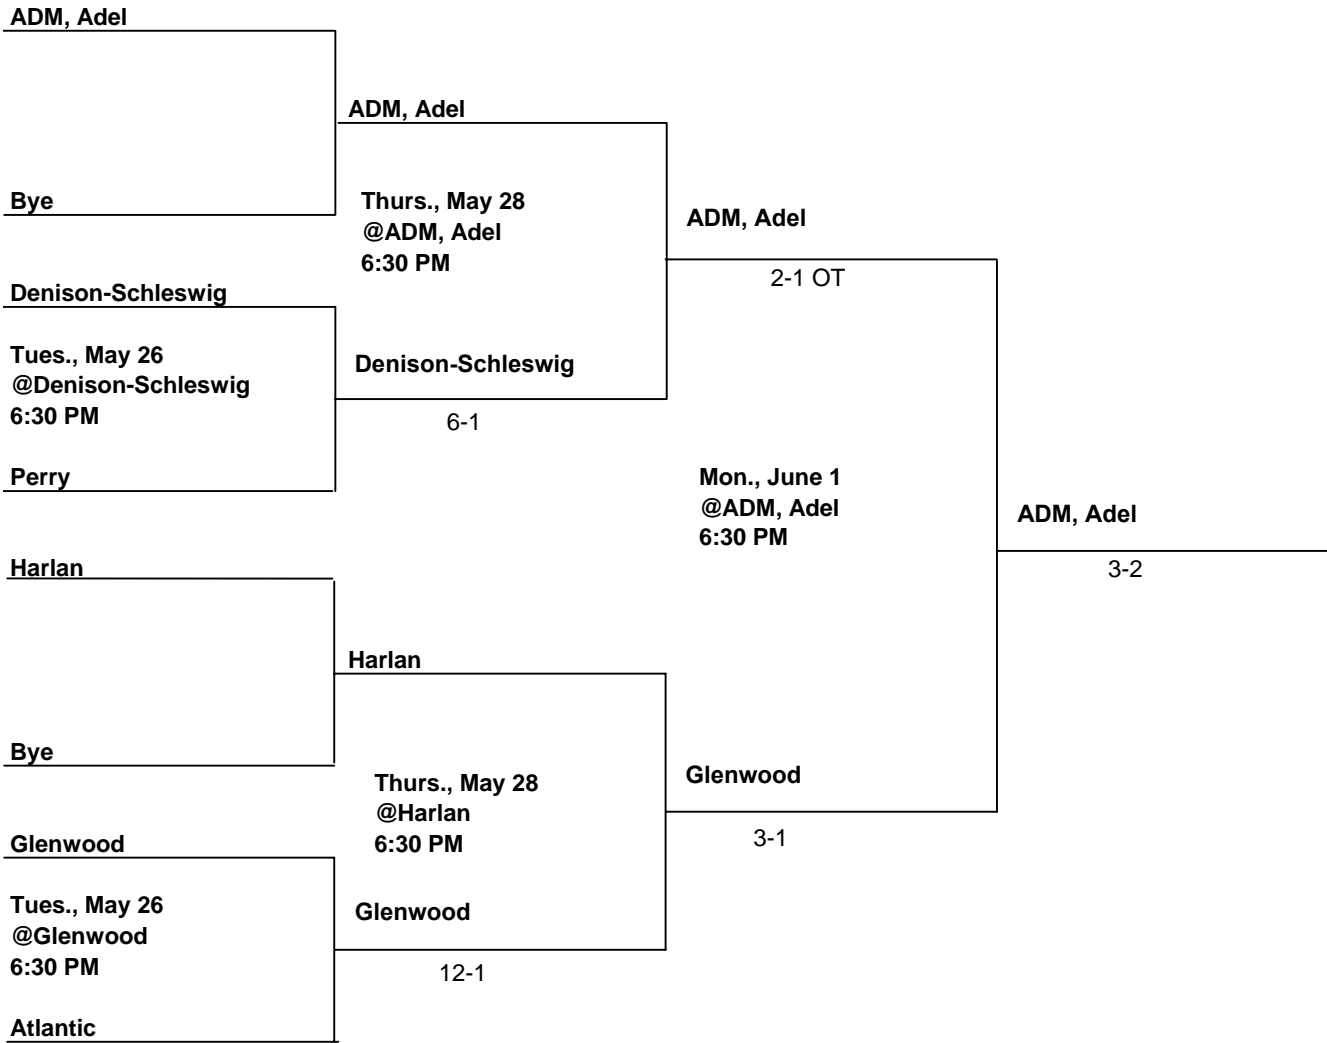 ADM, Adel
ADM, Adel
Bye
Thurs., May 28
@ADM, Adel
6:30 PM
ADM, Adel
2-1 OT
Denison-Schleswig
Tues., May 26
@Denison-Schleswig
6:30 PM
Denison-Schleswig
6-1
Perry
Mon., June 1
@ADM, Adel
6:30 PM
ADM, Adel
3-2
Harlan
Harlan
Bye
Thurs., May 28
@Harlan
6:30 PM
Glenwood
3-1
Glenwood
Tues., May 26
@Glenwood
6:30 PM
Glenwood
12-1
Atlantic